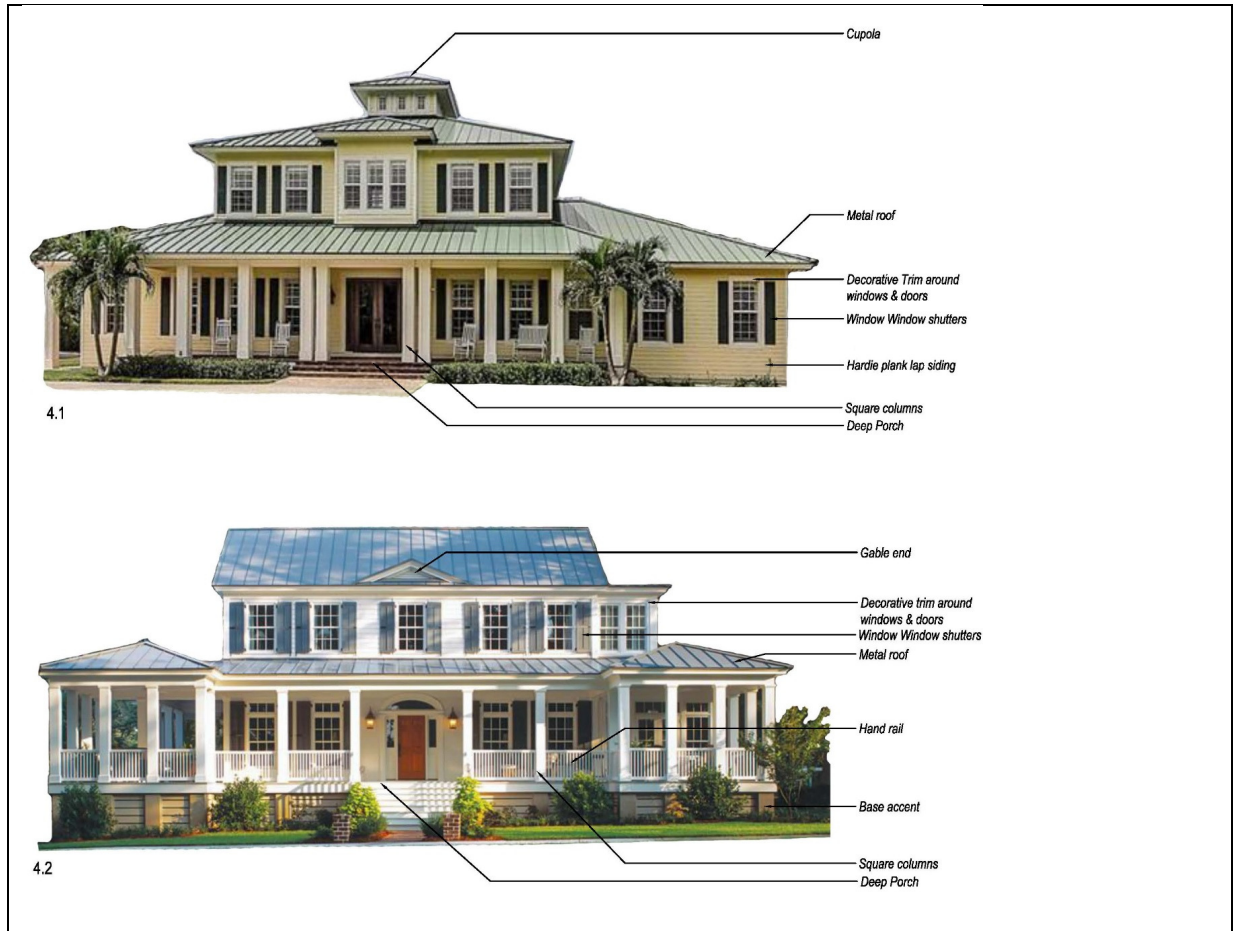 Cupola
Metal roof
Decorative Trim around
windows & doors
Window Window shutters
Hardie plank lap siding
Square columns
Deep Porch
4.1
Gable end
Decorative trim around
windows & doors
Window Window shutters
Metal roof
Hand rail
Base accent
Square columns
Deep Porch
4.2